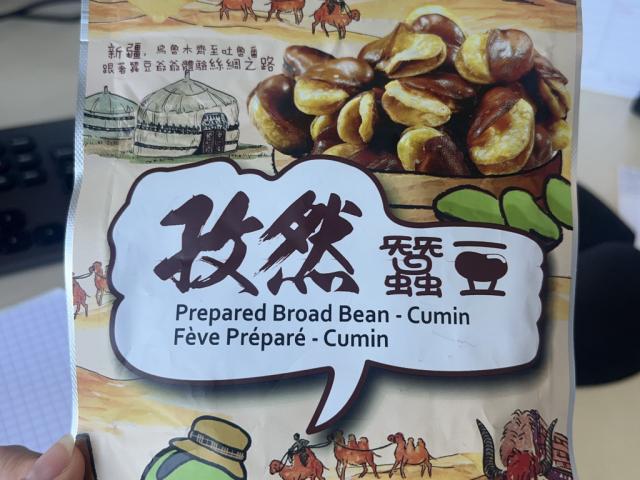 新疆，烏魯木齊至吐魯番
跟著蠶豆爺爺體驗絲綢之路
孜然 蠶豆
Prepared Broad Bean - Cumin
Fève Préparé - Cumin